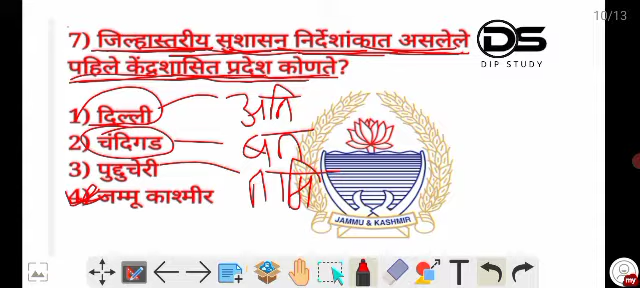 10/13
7) जिल्हास्तरीय सुशासन निर्देशांकात असलेले
पहिले केंद्रशासित प्रदेश कोणते?
DS
DIP STUDY
1) दिल्ली
2) चंदिगड
3) पुद्दुचेरी
4) जम्मू काश्मीर
JAMMU & KASHMIR
T
my